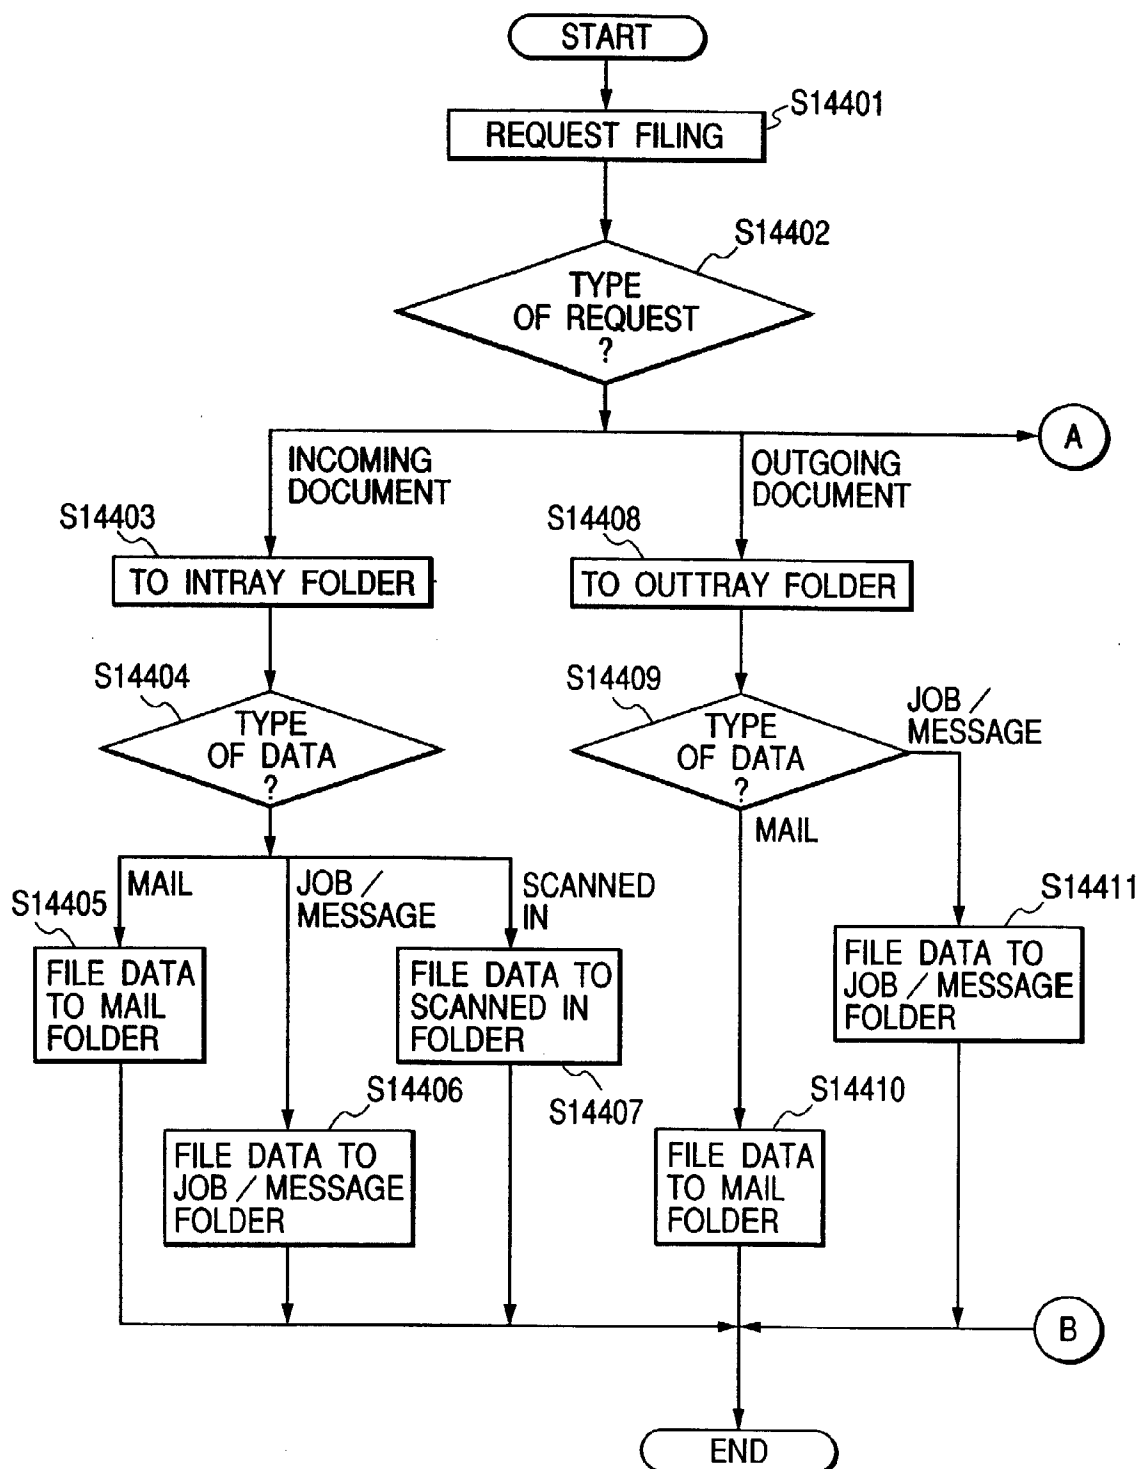 START
S14401
REQUEST FILING
S14402
TYPE
OF REQUEST
?
A
INCOMING
DOCUMENT
OUTGOING
DOCUMENT
S14403
TO INTRAY FOLDER
S14408
TO OUTTRAY FOLDER
S14404
TYPE
OF DATA
?
S14409
TYPE
OF DATA
?
JOB /
MESSAGE
MAIL
MAIL
JOB /
MESSAGE
SCANNED
IN
S14405
FILE DATA
TO MAIL
FOLDER
FILE DATA TO
SCANNED IN
FOLDER
S14407
S14411
FILE DATA TO
JOB / MESSAGE
FOLDER
S14406
FILE DATA TO
JOB / MESSAGE
FOLDER
S14410
FILE DATA
TO MAIL
FOLDER
B
END